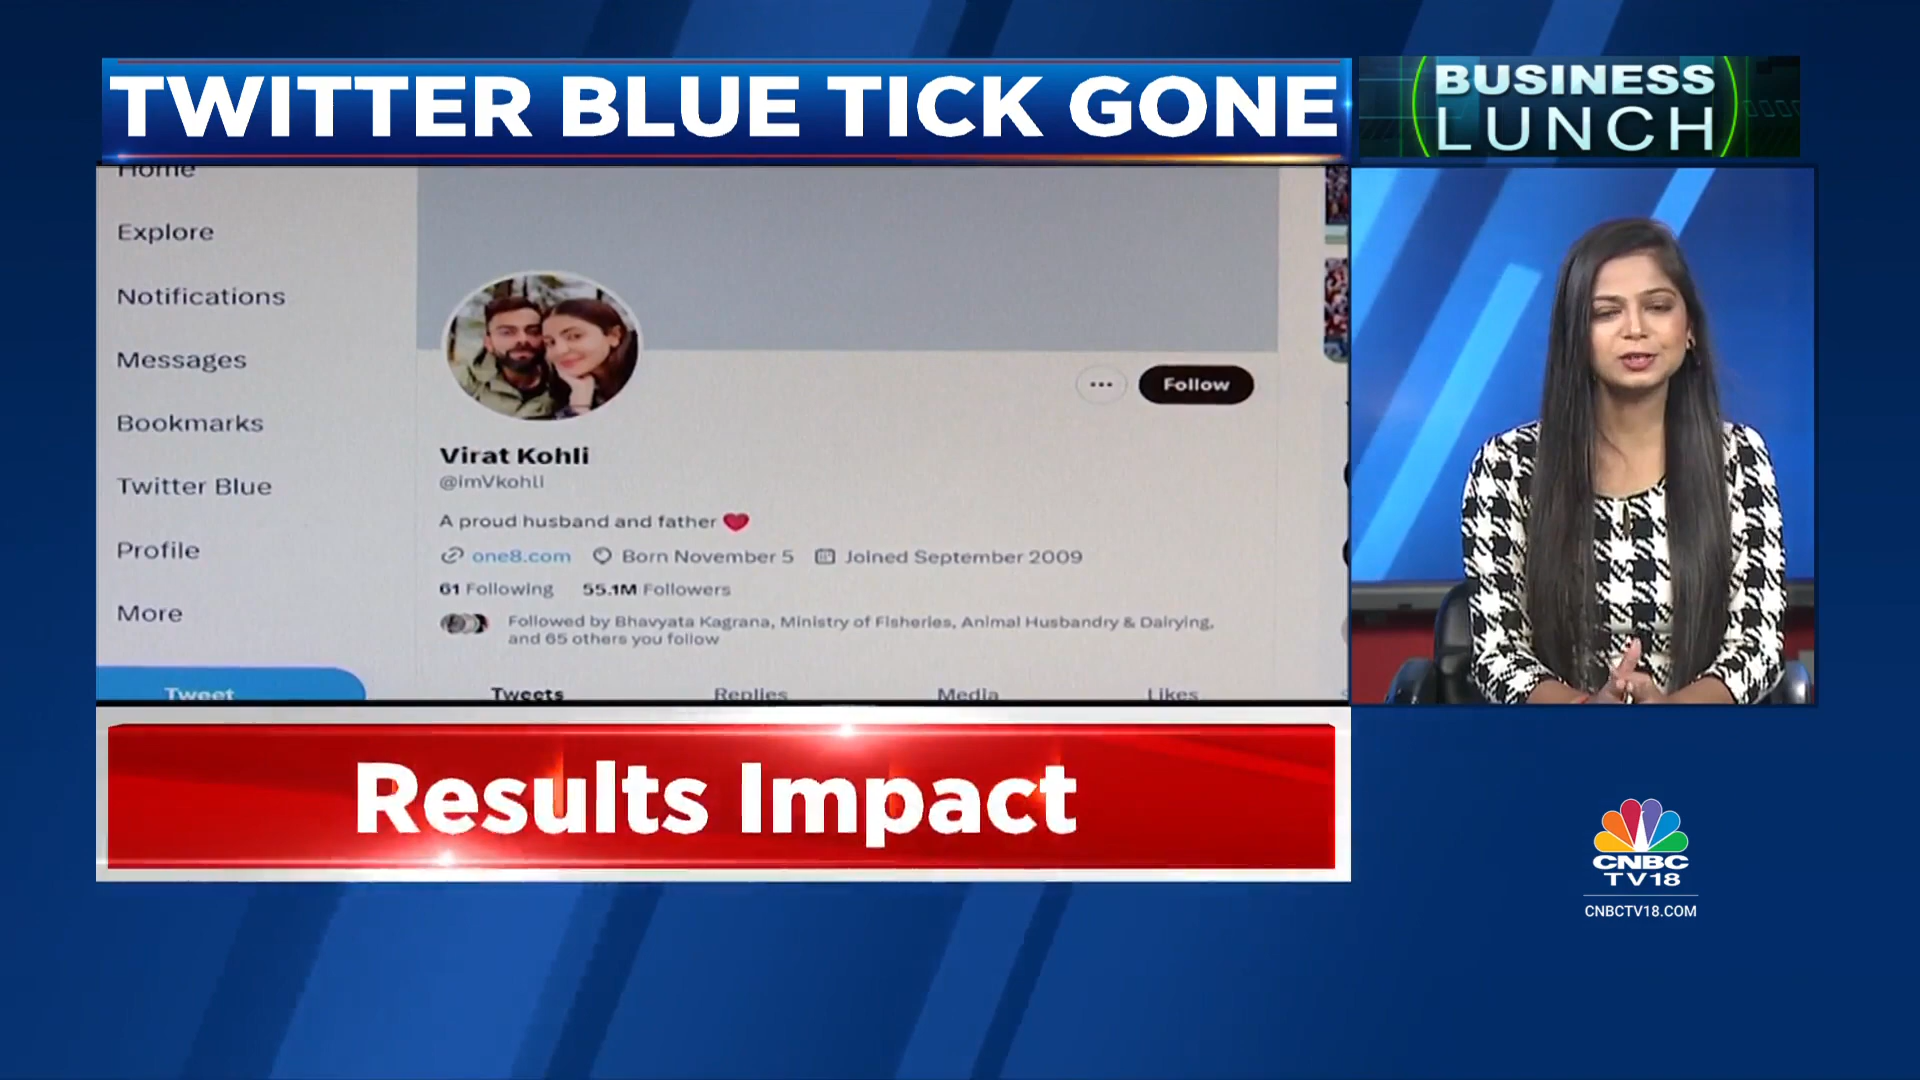 TWITTER BLUE TICK GONE
BUSINESS
LUNCH
Home
Explore
Notifications
Messages
Bookmarks
Twitter Blue
Profile
More
Tweet
Follow
Virat Kohli
@imVkohli
A proud husband and father
one8.com Born November 5 Joined September 2009
61 Following 55.1M Followers
Followed by Bhavyata Kagrana, Ministry of Fisheries, Animal Husbandry & Dairying,
and 65 others you follow
Tweets Replies Media Likes
Results Impact
CNBC
TV18
CNBCTV18.COM